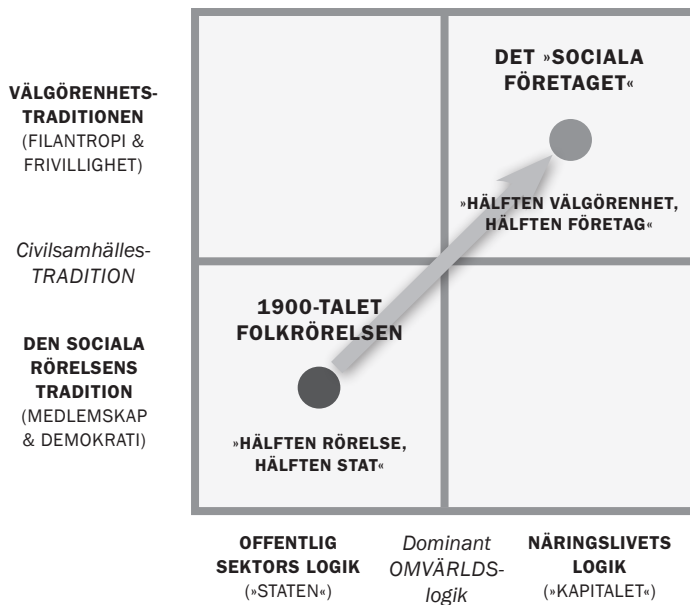 DET »SOCIALA
FÖRETAGET«
VÄLGÖRENHETS-
TRADITIONEN
(FILANTROPI &
FRIVILLIGHET)
»HÄLFTEN VÄLGÖRENHET,
HÄLFTEN FÖRETAG«
Civilsamhälles-
TRADITION
1900-TALET
FOLKRÖRELSEN
DEN SOCIALA
RÖRELSENS
TRADITION
(MEDLEMSKAP
& DEMOKRATI)
»HÄLFTEN RÖRELSE,
HÄLFTEN STAT«
OFFENTLIG
SEKTORS LOGIK
(»STATEN«)
Dominant
OMVÄRLDS-
logik
NÄRINGSLIVETS
LOGIK
(»KAPITALET«)